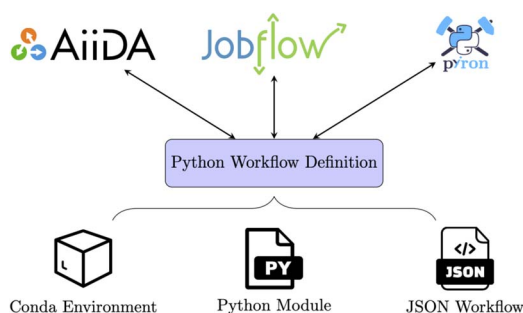 AiiDA
Jobflow
pyiron
Python Workflow Definition
PY
</>
JSON
Conda Environment
Python Module
JSON Workflow